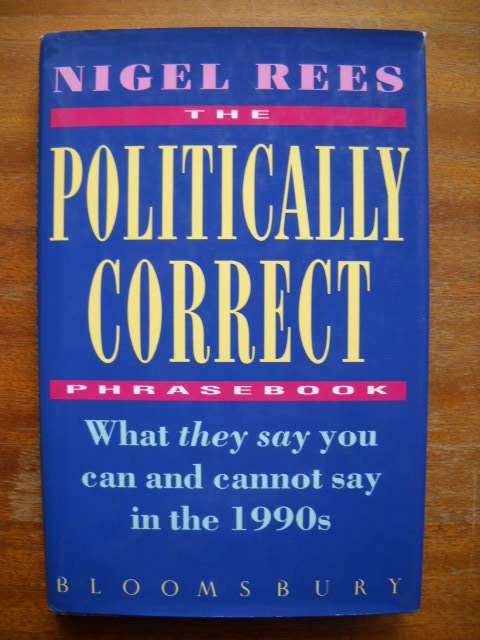 NIGEL REES
THE
POLITICALLY
CORRECT
PHRASEBOOK
What they say you
can and cannot say
in the 1990s
BLOOMSBURY